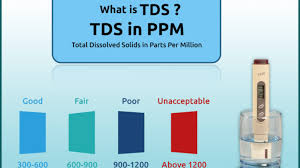 What is TDS ?
TDS in PPM
Total Dissolved Solids in Parts Per Million
Good Fair Poor Unacceptable
300-600 600-900 900-1200 Above 1200